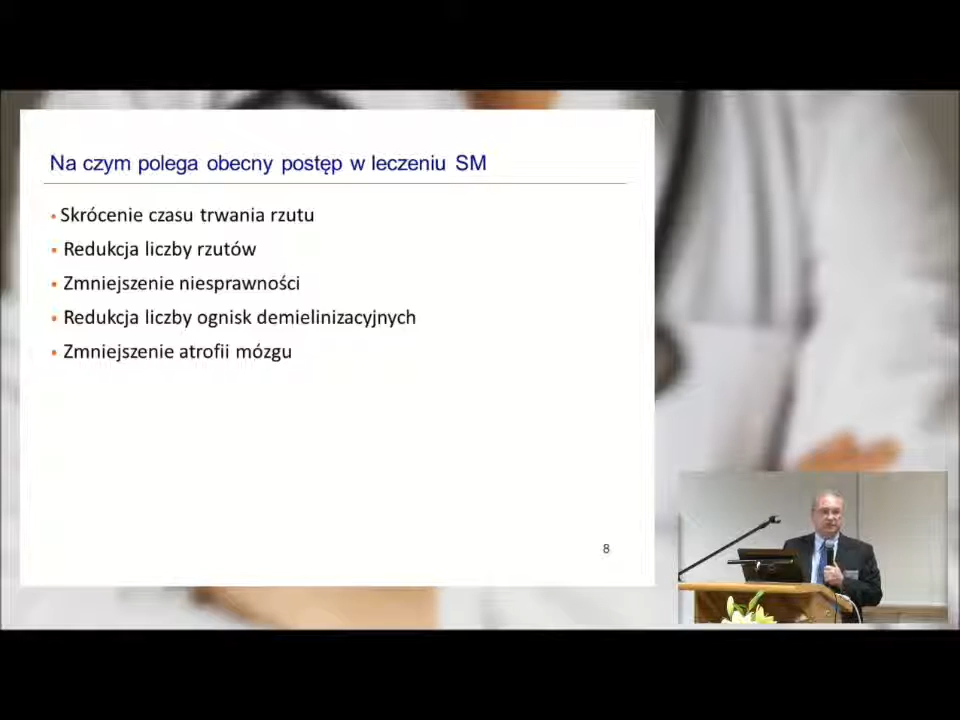 Na czym polega obecny postęp w leczeniu SM
• Skrócenie czasu trwania rzutu
▪ Redukcja liczby rzutów
▪ Zmniejszenie niesprawności
▪ Redukcja liczby ognisk demielinizacyjnych
▪ Zmniejszenie atrofii mózgu
8